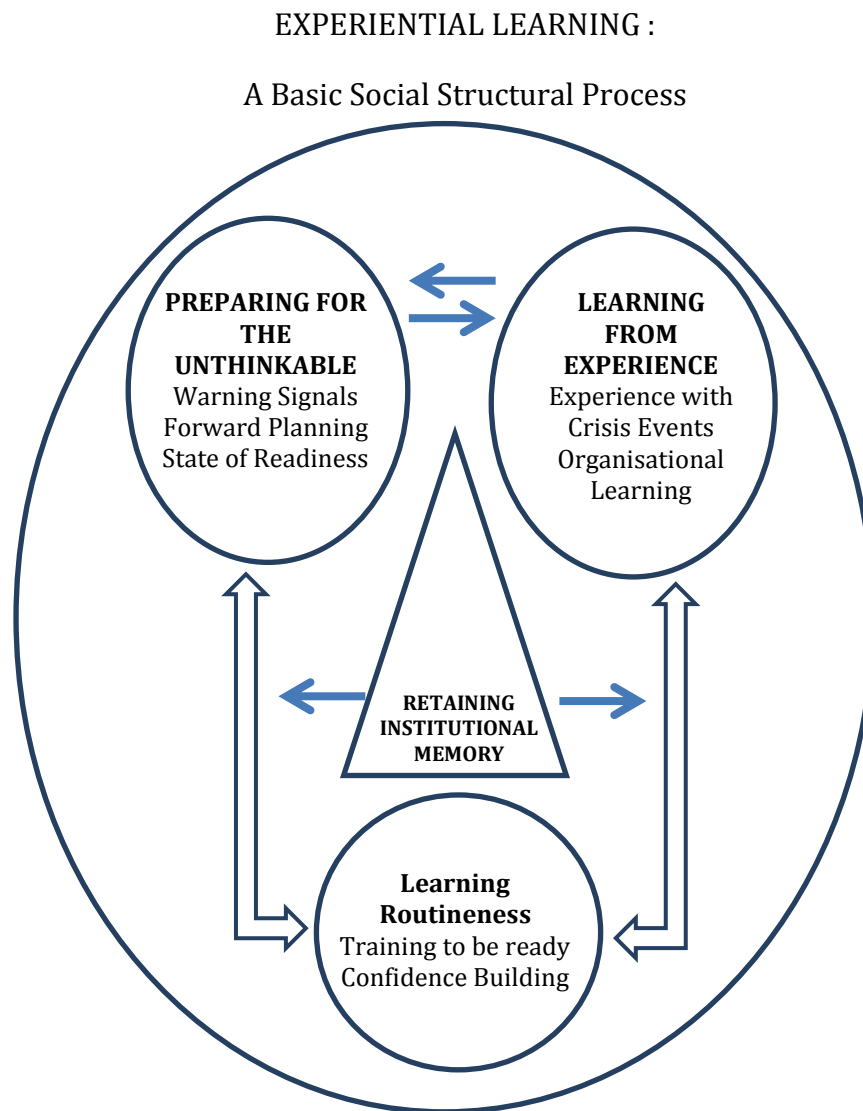 EXPERIENTIAL LEARNING :
A Basic Social Structural Process
PREPARING FOR
THE
UNTHINKABLE
Warning Signals
Forward Planning
State of Readiness
LEARNING
FROM
EXPERIENCE
Experience with
Crisis Events
Organisational
Learning
RETAINING
INSTITUTIONAL
MEMORY
Learning
Routineness
Training to be ready
Confidence Building